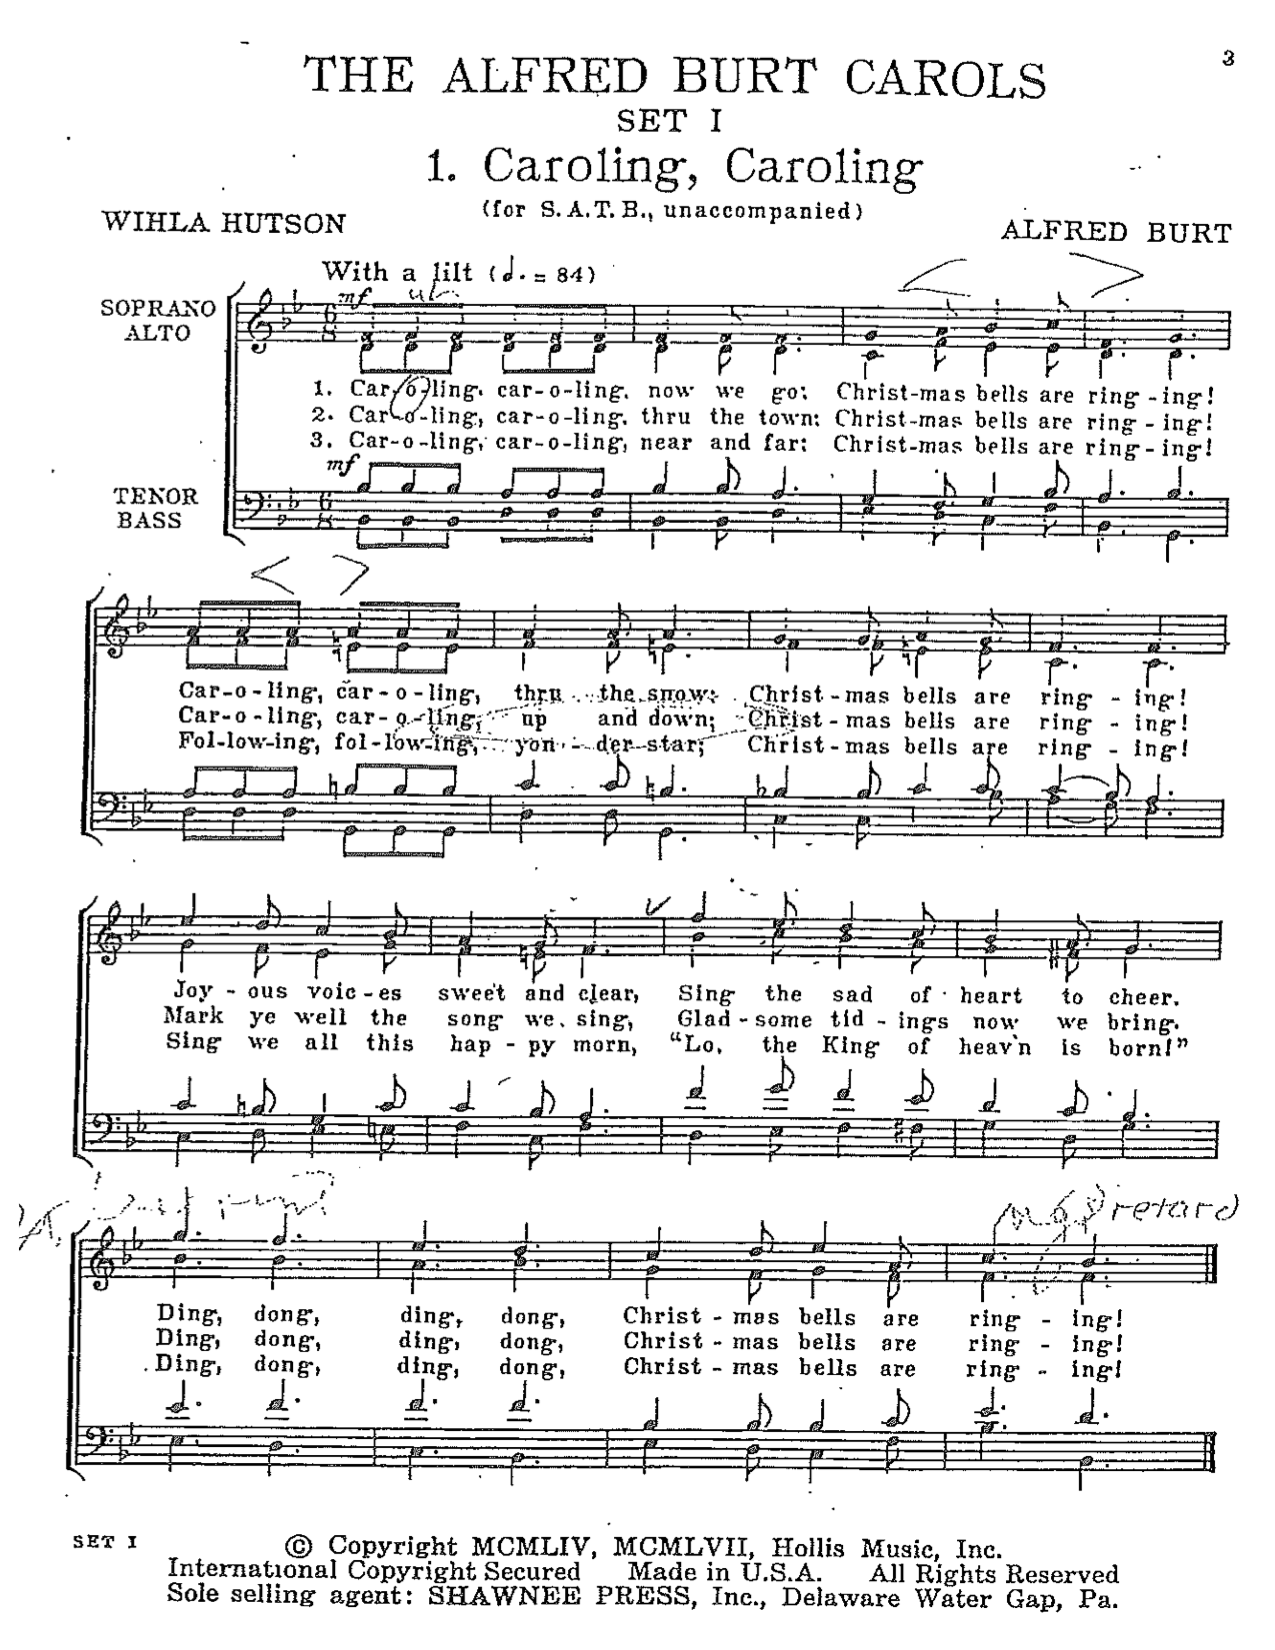 3
THE ALFRED BURT CAROLS
SET I
1. Caroling, Caroling
(for S.A.T.B., unaccompanied)
WIHLA HUTSON
ALFRED BURT
With a lilt (𝅗𝅥. = 84)
SOPRANO
ALTO
mf
1. Car-o-ling, car-o-ling, now we go; Christ-mas bells are ring-ing!
2. Car-o-ling, car-o-ling, thru the town; Christ-mas bells are ring-ing!
3. Car-o-ling, car-o-ling, near and far; Christ-mas bells are ring-ing!
mf
TENOR
BASS
Car-o-ling, car-o-ling, thru the snow; Christ-mas bells are ring-ing!
Car-o-ling, car-o-ling, up and down; Christ-mas bells are ring-ing!
Fol-low-ing, fol-low-ing, yon-der star; Christ-mas bells are ring-ing!
Joy-ous voic-es sweet and clear, Sing the sad of heart to cheer.
Mark ye well the song we sing, Glad-some tid-ings now we bring.
Sing we all this hap-py morn, "Lo, the King of heav'n is born!"
retard
Ding, dong, ding, dong, Christ-mas bells are ring-ing!
Ding, dong, ding, dong, Christ-mas bells are ring-ing!
Ding, dong, ding, dong, Christ-mas bells are ring-ing!
SET I
© Copyright MCMLIV, MCMLVII, Hollis Music, Inc.
International Copyright Secured Made in U.S.A. All Rights Reserved
Sole selling agent: SHAWNEE PRESS, Inc., Delaware Water Gap, Pa.